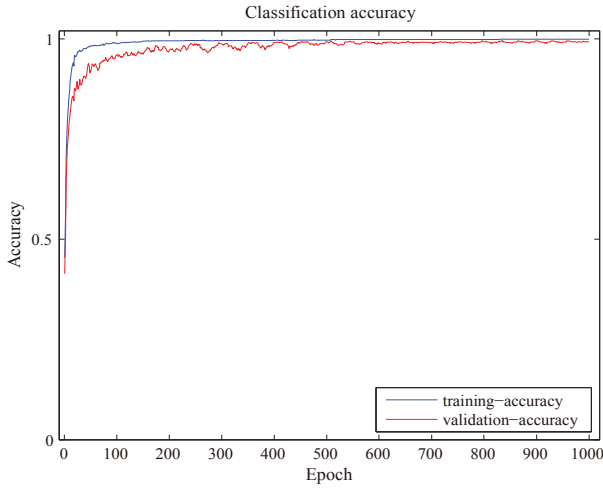 Classification accuracy
1
0.5
0
Accuracy
0 100 200 300 400 500 600 700 800 900 1000
Epoch
training−accuracy
validation−accuracy